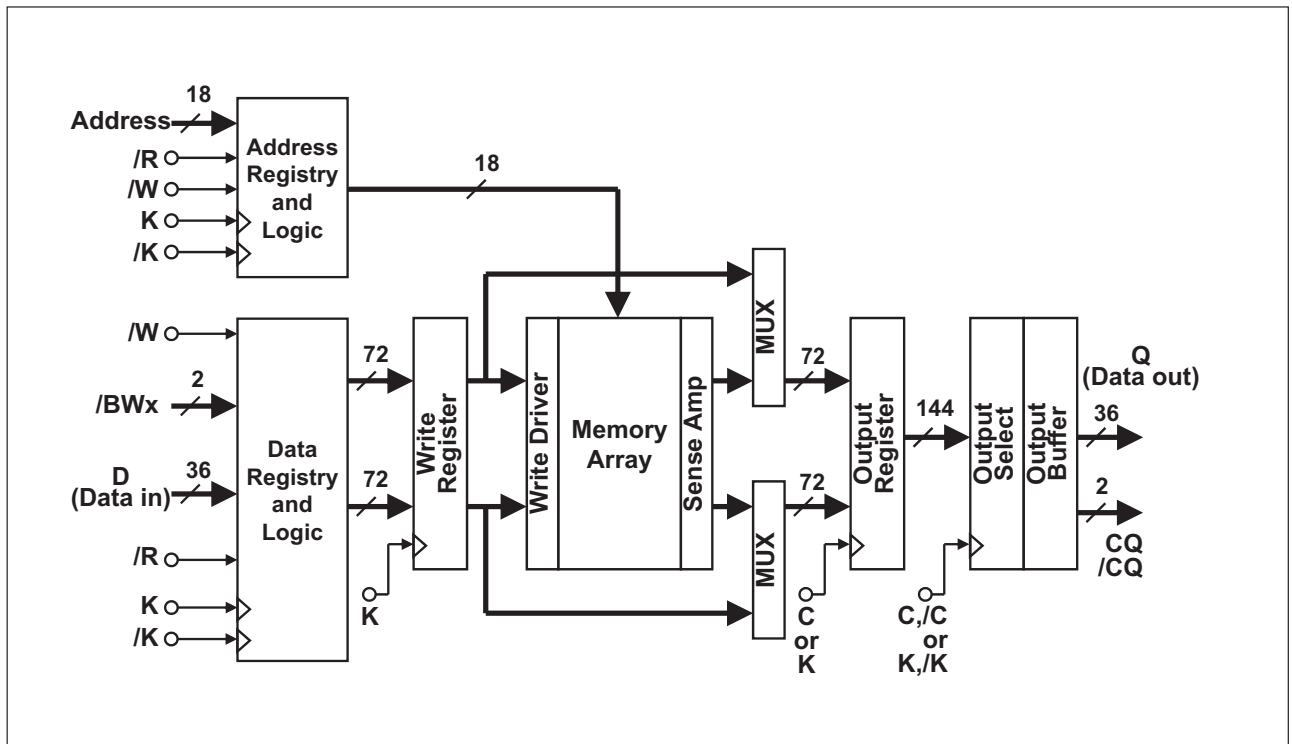 18
Address
/R
/W
K
/K
Address
Registry
and
Logic
18
/W
2
/BWx
36
D
(Data in)
/R
K
/K
Data
Registry
and
Logic
72
72
Write
Register
K
Write Driver
Memory
Array
Sense Amp
MUX
MUX
72
72
Output
Register
C
or
K
144
Output
Select
Output
Buffer
C,/C
or
K,/K
Q
(Data out)
36
2
CQ
/CQ